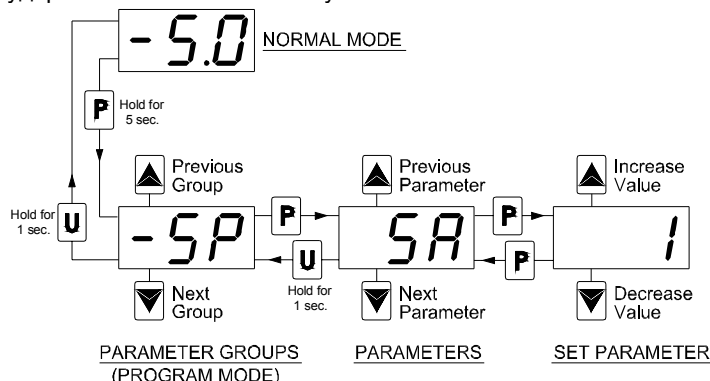 -5.0 NORMAL MODE
P Hold for
5 sec.
Previous
Group
Previous
Parameter
Increase
Value
Hold for
1 sec.
U
-SP
P
SA
P
1
U
P
Hold for
1 sec.
Next
Group
Next
Parameter
Decrease
Value
PARAMETER GROUPS
(PROGRAM MODE)
PARAMETERS
SET PARAMETER